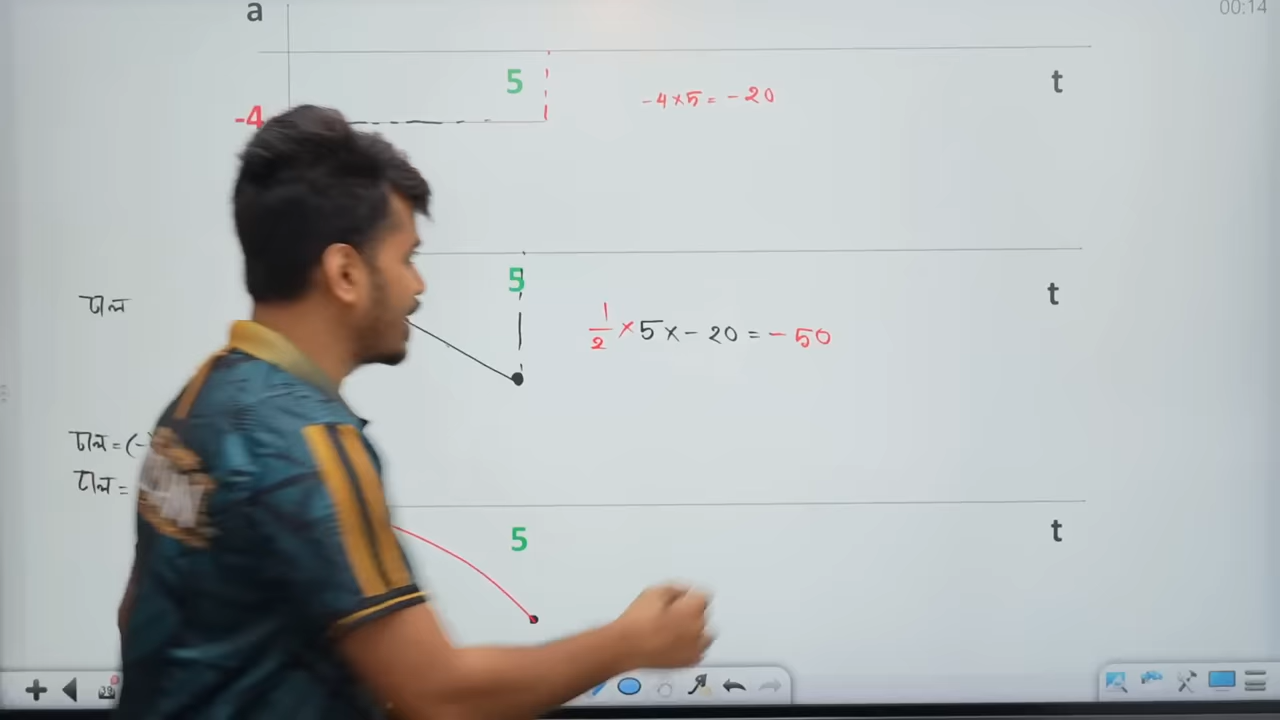 a
00:14
5
t
-4×5 = -20
-4
5
t
ঢাল
1/2 × 5 × -20 = -50
ঢাল = (-)
ঢাল =
5
t